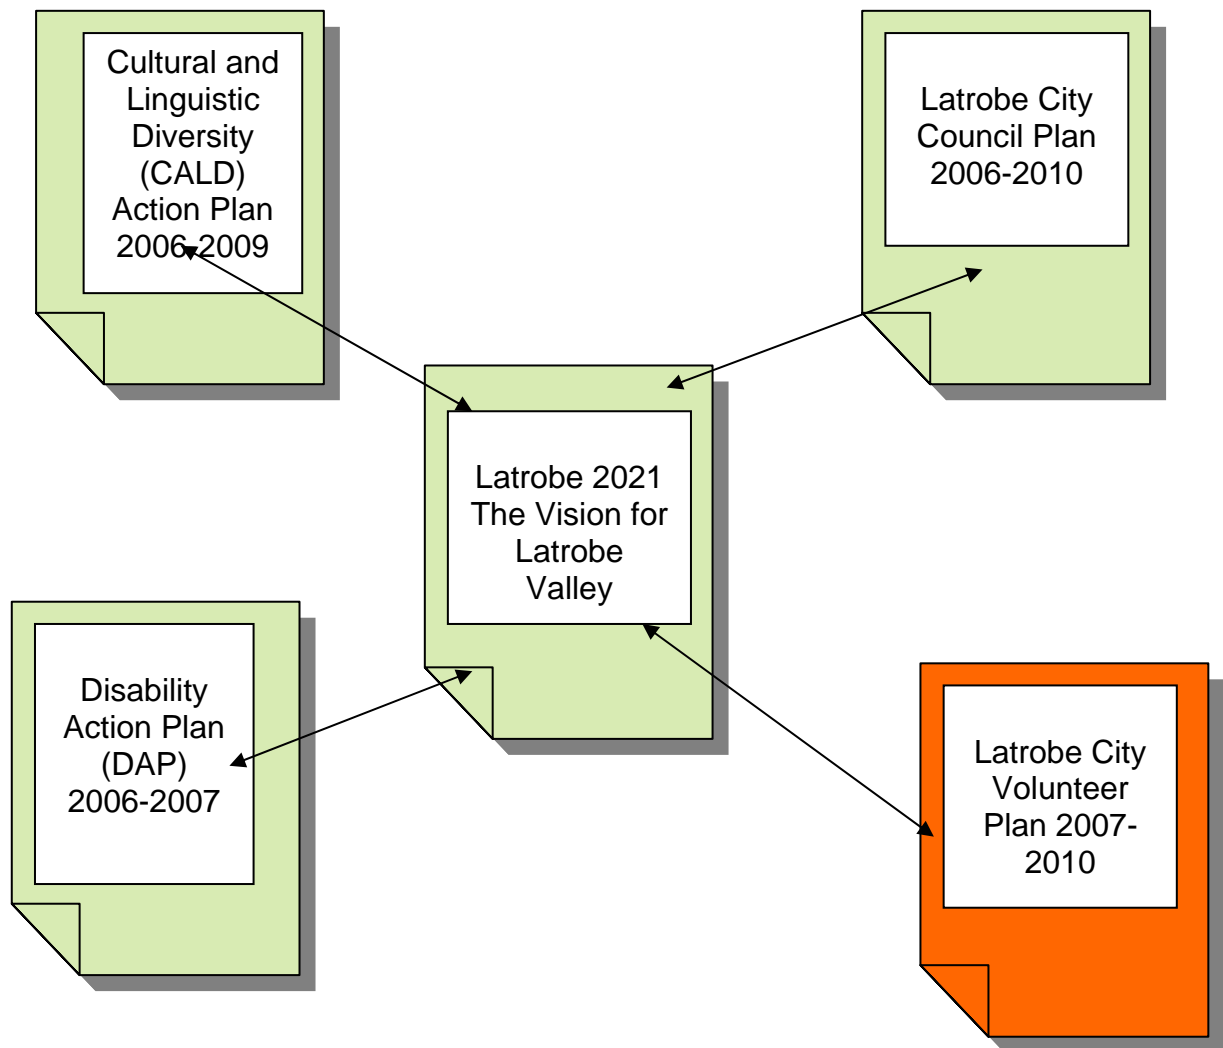 Cultural and
Linguistic
Diversity
(CALD)
Action Plan
2006-2009
Latrobe City
Council Plan
2006-2010
Latrobe 2021
The Vision for
Latrobe
Valley
Disability
Action Plan
(DAP)
2006-2007
Latrobe City
Volunteer
Plan 2007-
2010